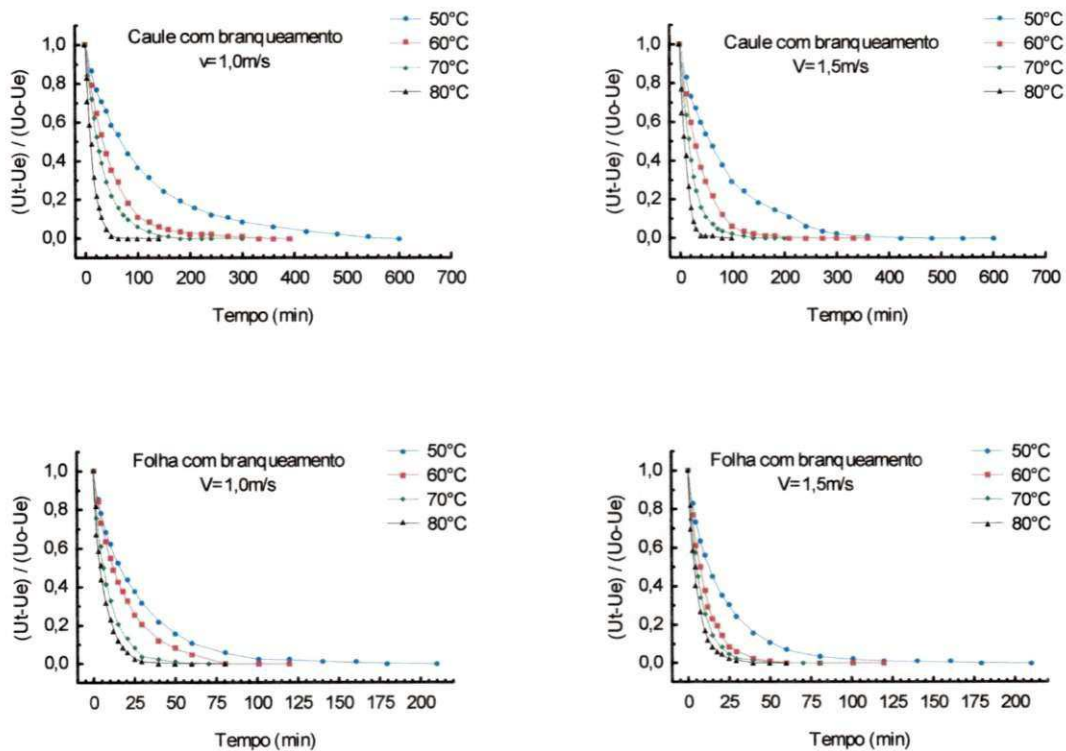 Caule com branqueamento
v=1,0m/s
50°C
60°C
70°C
80°C
(Ut-Ue) / (Uo-Ue)
1,0
0,8
0,6
0,4
0,2
0,0
0 100 200 300 400 500 600 700
Tempo (min)
Caule com branqueamento
V=1,5m/s
50°C
60°C
70°C
80°C
(Ut-Ue) / (Uo-Ue)
1,0
0,8
0,6
0,4
0,2
0,0
0 100 200 300 400 500 600 700
Tempo (min)
Folha com branqueamento
V=1,0m/s
50°C
60°C
70°C
80°C
(Ut-Ue) / (Uo-Ue)
1,0
0,8
0,6
0,4
0,2
0,0
0 25 50 75 100 125 150 175 200
Tempo (min)
Folha com branqueamento
V=1,5m/s
50°C
60°C
70°C
80°C
(Ut-Ue) / (Uo-Ue)
1,0
0,8
0,6
0,4
0,2
0,0
0 25 50 75 100 125 150 175 200
Tempo (min)